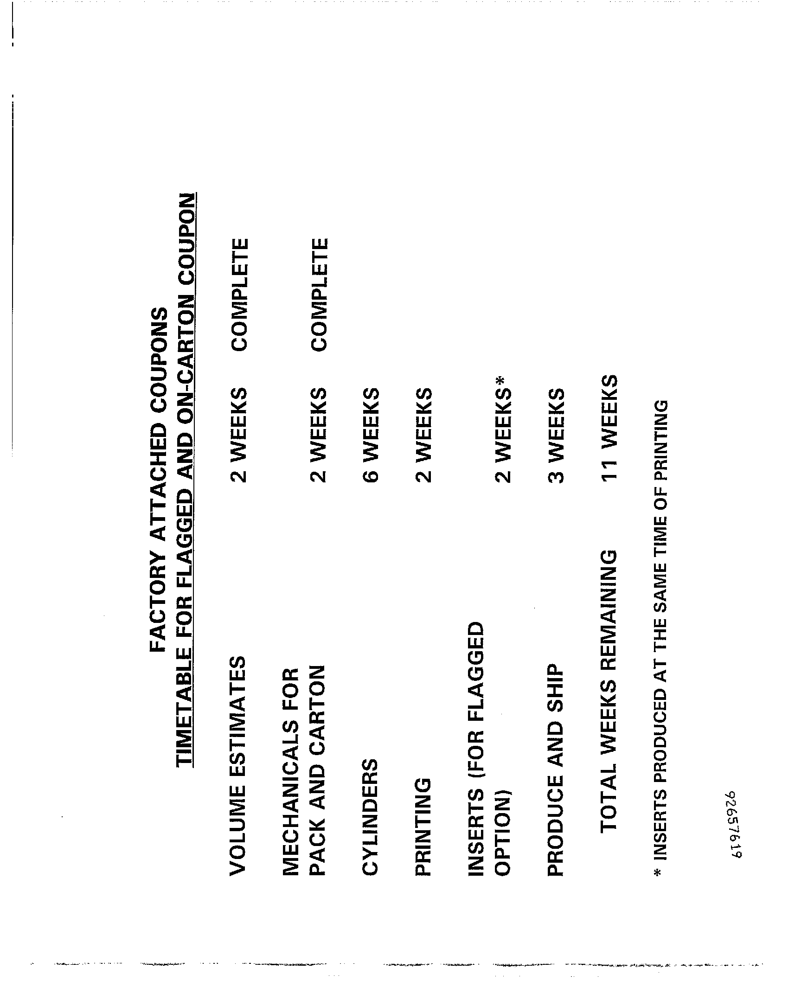 FACTORY ATTACHED COUPONS
TIMETABLE FOR FLAGGED AND ON-CARTON COUPON
VOLUME ESTIMATES 2 WEEKS COMPLETE
MECHANICALS FOR
PACK AND CARTON 2 WEEKS COMPLETE
CYLINDERS 6 WEEKS
PRINTING 2 WEEKS
INSERTS (FOR FLAGGED
OPTION) 2 WEEKS*
PRODUCE AND SHIP 3 WEEKS
TOTAL WEEKS REMAINING 11 WEEKS
* INSERTS PRODUCED AT THE SAME TIME OF PRINTING
92657619